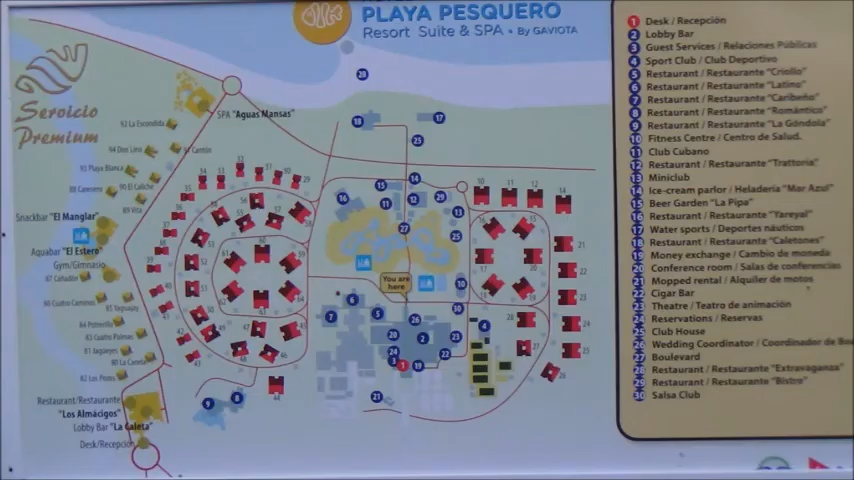 PLAYA PESQUERO
Resort Suite & SPA • By GAVIOTA
Servicio
Premium
SPA "Aguas Mansas"
93 La Escondida
94 Don Lino
Cantón
95 Playa Blanca
88 Canevero
90 El Caliche
89 Vita
Snackbar "El Manglar"
Aquabar "El Estero"
Gym/Gimnasio
87 Cañadón
86 Cuatro Caminos
85 Yaguajay
84 Potrerillo
83 Cuatro Palmas
81 Jagüeyes
80 La Caneta
82 Los Pinos
Restaurant/Restaurante
"Los Almácigos"
Lobby Bar "La Caleta"
Desk/Recepción
You are
here
1 Desk / Recepción
2 Lobby Bar
3 Guest Services / Relaciones Públicas
4 Sport Club / Club Deportivo
5 Restaurant / Restaurante "Criollo"
6 Restaurant / Restaurante "Latino"
7 Restaurant / Restaurante "Caribeño"
8 Restaurant / Restaurante "Romántico"
9 Restaurant / Restaurante "La Góndola"
10 Fitness Centre / Centro de Salud.
11 Club Cubano
12 Restaurant / Restaurante "Trattoria"
13 Miniclub
14 Ice-cream parlor / Heladería "Mar Azul"
15 Beer Garden "La Pipa"
16 Restaurant / Restaurante "Yareyal"
17 Water sports / Deportes náuticos
18 Restaurant / Restaurante "Caletones"
19 Money exchange / Cambio de moneda
20 Conference room / Salas de conferencias
21 Mopped rental / Alquiler de motos
22 Cigar Bar
23 Theatre / Teatro de animación
24 Reservations / Reservas
25 Club House
26 Wedding Coordinator / Coordinador de Bo
27 Boulevard
28 Restaurant / Restaurante "Extravaganza"
29 Restaurant / Restaurante "Bistro"
30 Salsa Club